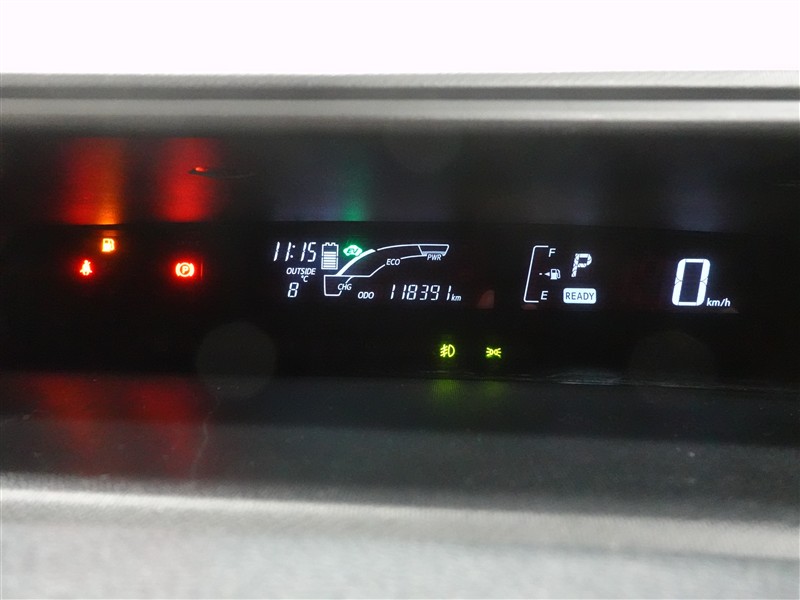 11:15
EV
OUTSIDE
°C
8
CHG
ECO
PWR
ODO 118391 km
F
E
P
READY
0 km/h
P